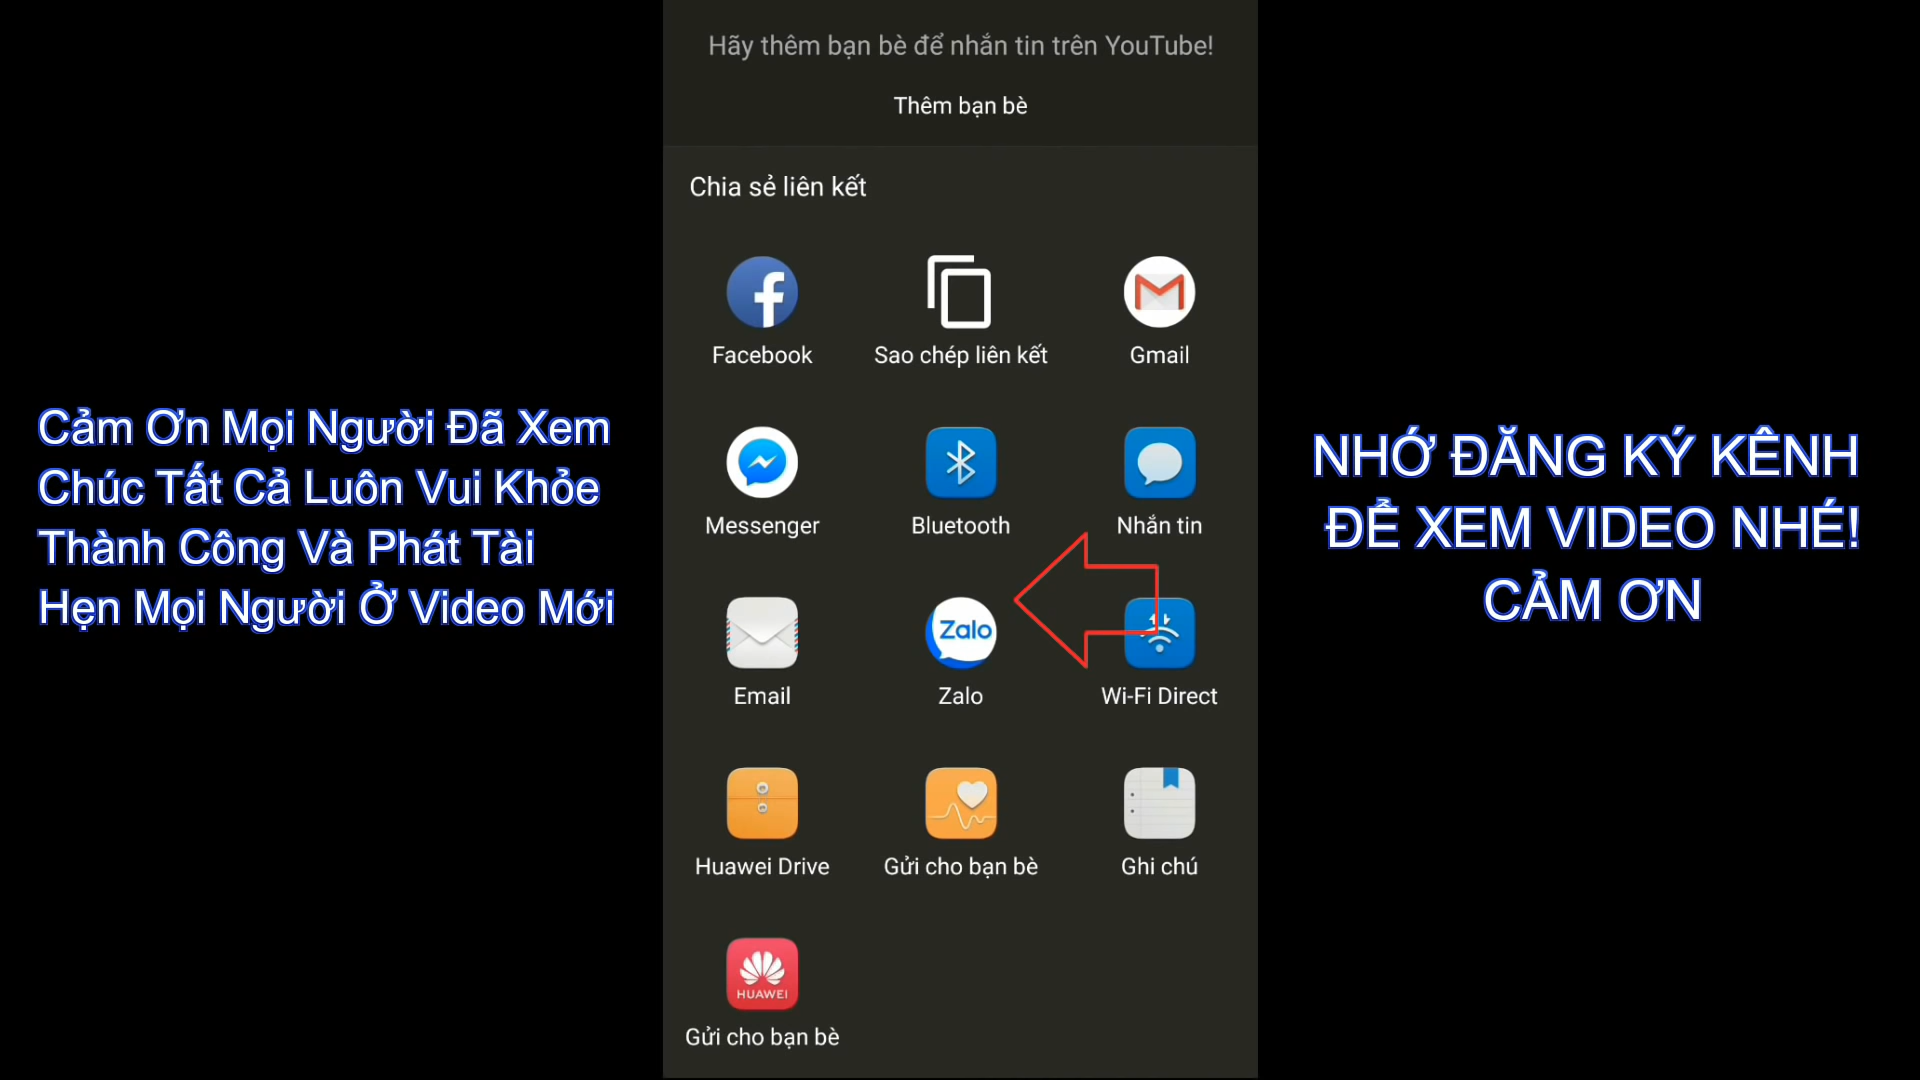 Hãy thêm bạn bè để nhắn tin trên YouTube!
Thêm bạn bè
Chia sẻ liên kết
Facebook
Sao chép liên kết
Gmail
Messenger
Bluetooth
Nhắn tin
Zalo
Email
Zalo
Wi-Fi Direct
Huawei Drive
Gửi cho bạn bè
Ghi chú
HUAWEI
Gửi cho bạn bè
Cảm Ơn Mọi Người Đã Xem
Chúc Tất Cả Luôn Vui Khỏe
Thành Công Và Phát Tài
Hẹn Mọi Người Ở Video Mới
NHỚ ĐĂNG KÝ KÊNH
ĐỂ XEM VIDEO NHÉ!
CẢM ƠN